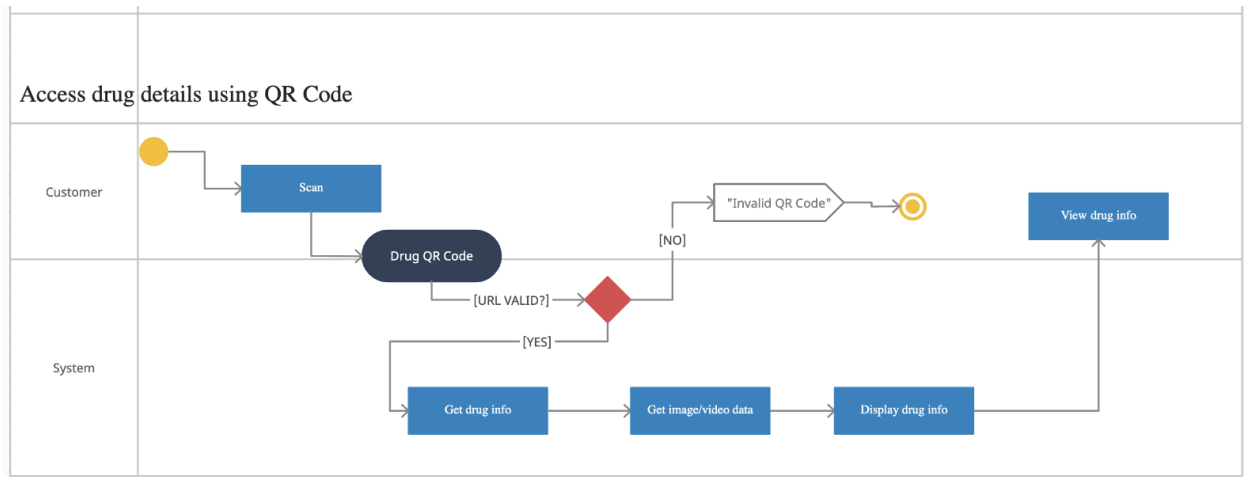 Access drug details using QR Code
Customer
Scan
Drug QR Code
"Invalid QR Code"
View drug info
[NO]
[URL VALID?]
[YES]
System
Get drug info
Get image/video data
Display drug info